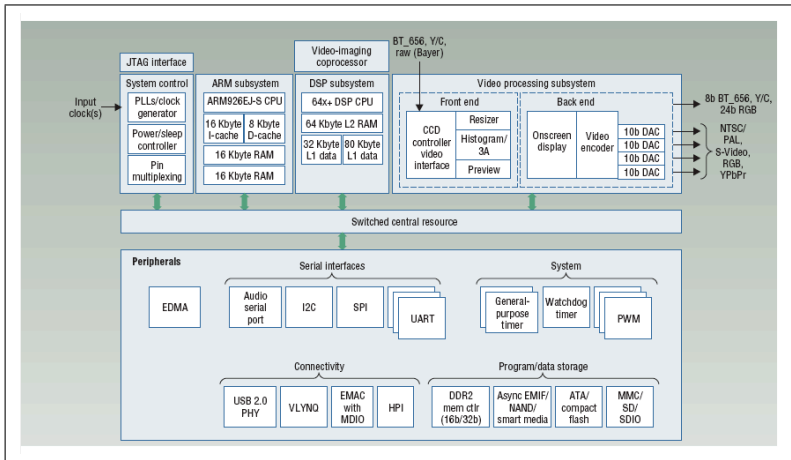 BT_656, Y/C,
raw (Bayer)
JTAG interface
Video-imaging
coprocessor
System control
ARM subsystem
DSP subsystem
Video processing subsystem
Input
clock(s)
PLLs/clock
generator
Power/sleep
controller
Pin
multiplexing
ARM926EJ-S CPU
16 Kbyte
I-cache
8 Kbyte
D-cache
16 Kbyte RAM
16 Kbyte RAM
64x+ DSP CPU
64 Kbyte L2 RAM
32 Kbyte
L1 data
80 Kbyte
L1 data
Front end
CCD
controller
video
interface
Resizer
Histogram/
3A
Preview
Back end
Onscreen
display
Video
encoder
10b DAC
10b DAC
10b DAC
10b DAC
8b BT_656, Y/C,
24b RGB
NTSC/
PAL,
S-Video,
RGB,
YPbPr
Switched central resource
Peripherals
Serial interfaces
System
EDMA
Audio
serial
port
I2C
SPI
UART
General-
purpose
timer
Watchdog
timer
PWM
Connectivity
Program/data storage
USB 2.0
PHY
VLYNQ
EMAC
with
MDIO
HPI
DDR2
mem ctlr
(16b/32b)
Async EMIF/
NAND/
smart media
ATA/
compact
flash
MMC/
SD/
SDIO